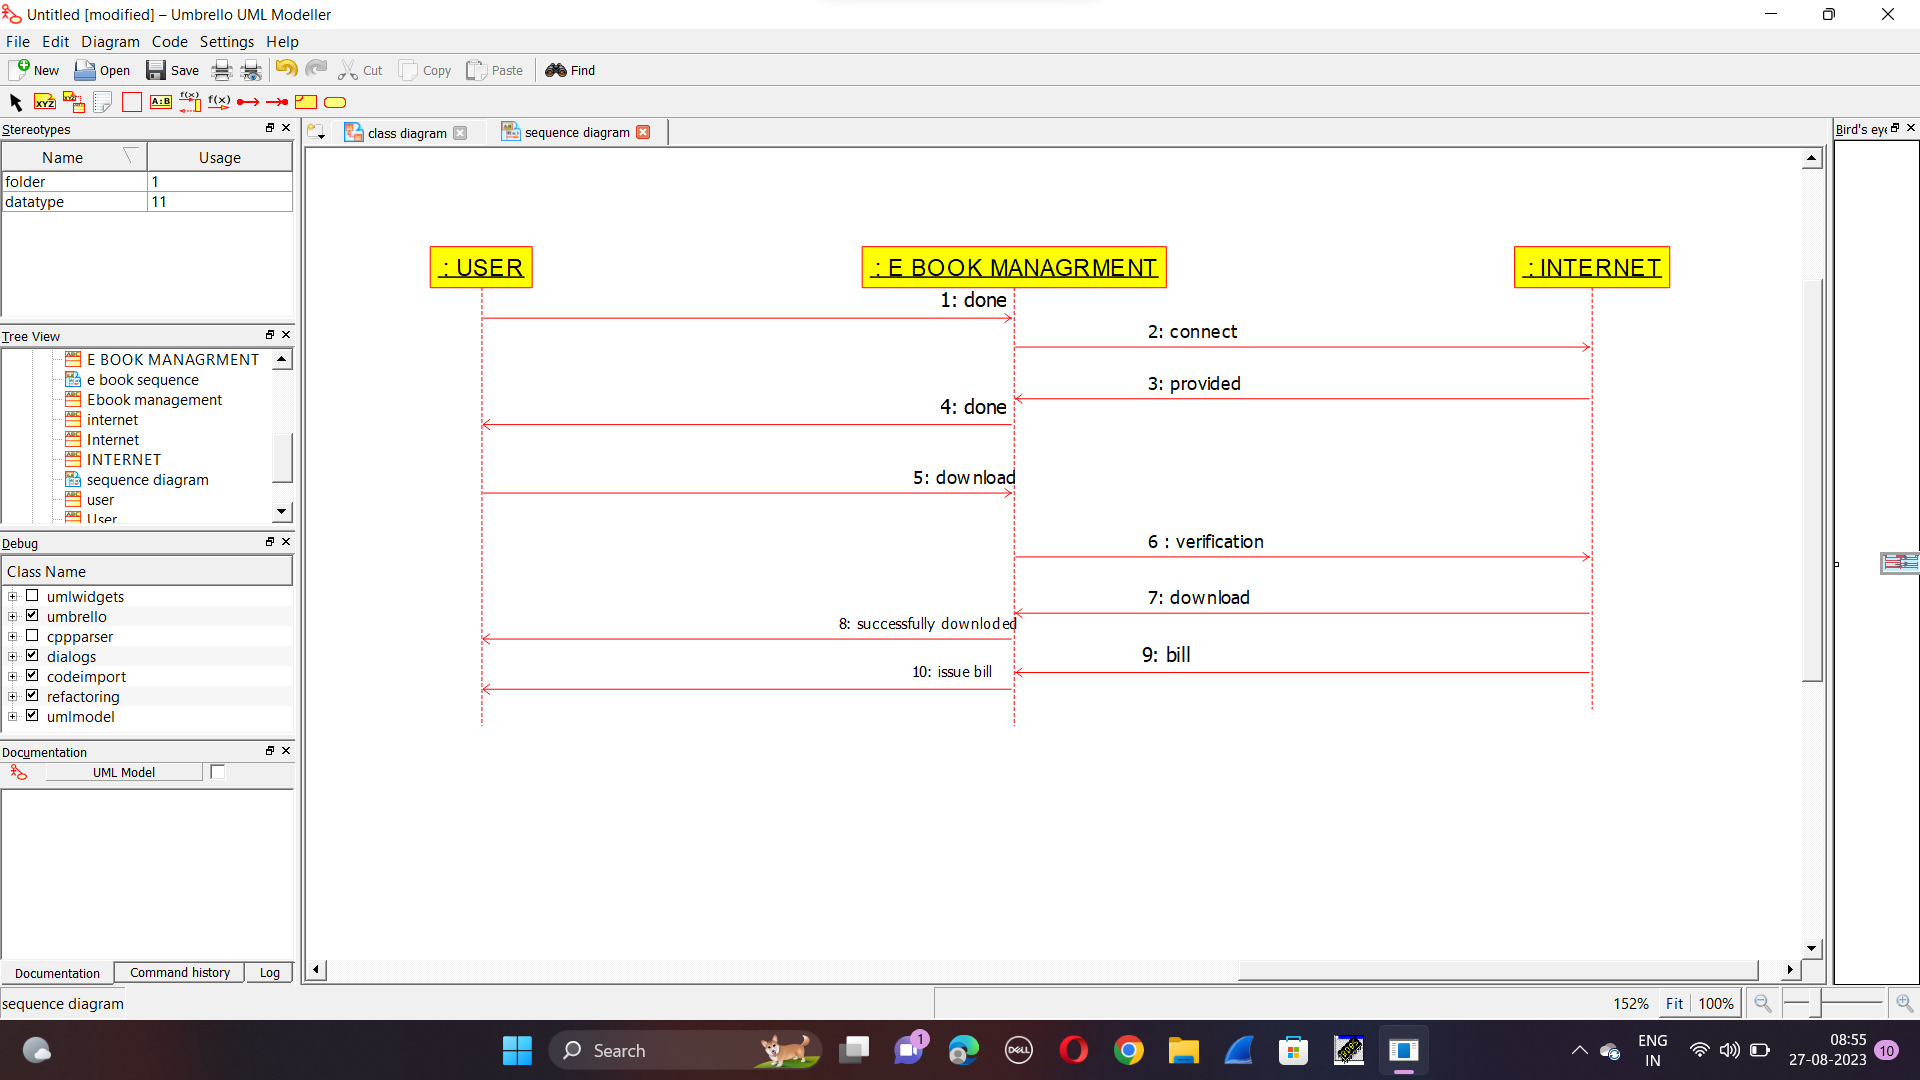 Untitled [modified] – Umbrello UML Modeller
File Edit Diagram Code Settings Help
New Open Save Cut Copy Paste Find
XYZ A:B f(x) f(x)
Stereotypes
Name Usage
folder 1
datatype 11
Tree View
E BOOK MANAGRMENT
e book sequence
Ebook management
internet
Internet
INTERNET
sequence diagram
user
User
Debug
Class Name
umlwidgets
umbrello
cppparser
dialogs
codeimport
refactoring
umlmodel
Documentation
UML Model
Documentation Command history Log
class diagram sequence diagram
: USER : E BOOK MANAGRMENT : INTERNET
1: done
2: connect
3: provided
4: done
5: download
6 : verification
7: download
8: successfully downloded
9: bill
10: issue bill
Bird's eye
sequence diagram 152% Fit 100%
Search
1
DELL
ENG
IN
08:55
27-08-2023
10